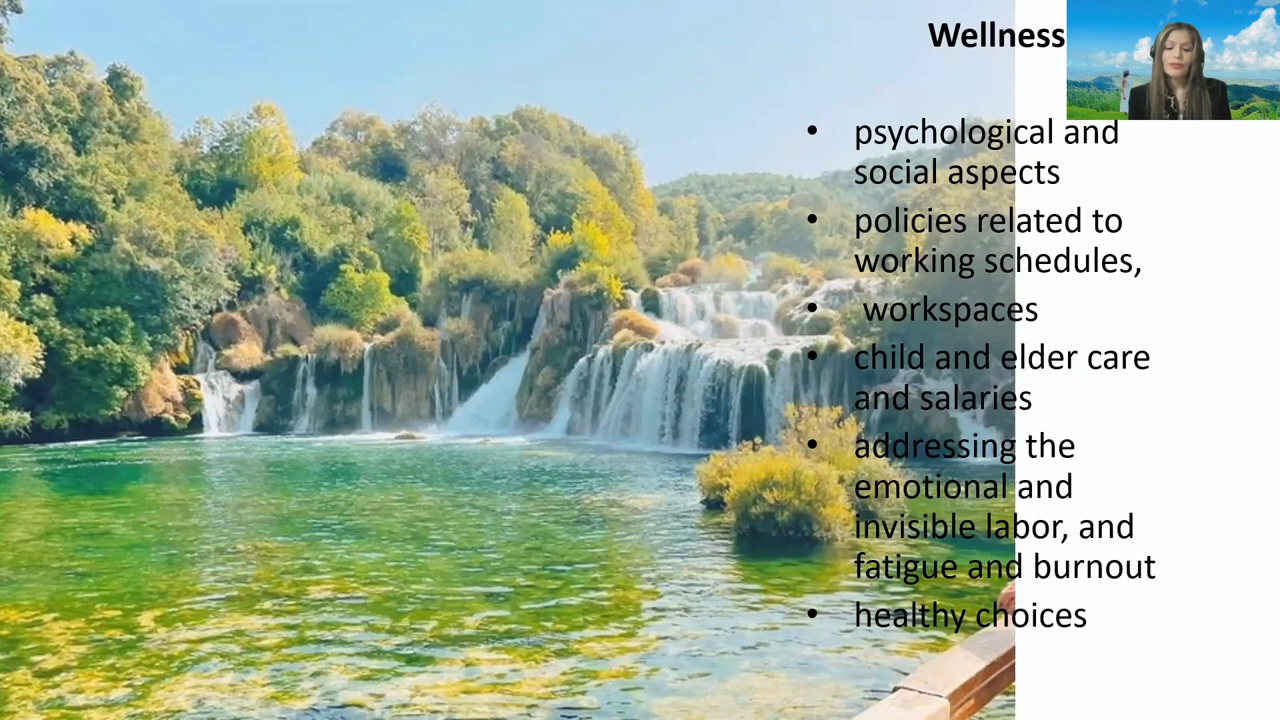 Wellness
• psychological and
social aspects
• policies related to
working schedules,
• workspaces
• child and elder care
and salaries
• addressing the
emotional and
invisible labor, and
fatigue and burnout
• healthy choices